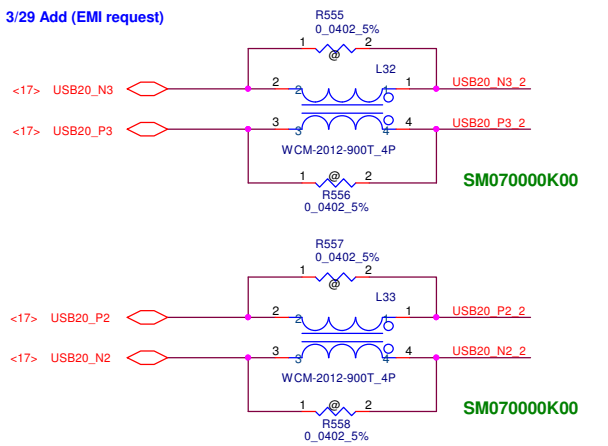 3/29 Add (EMI request)
R555
0_0402_5%
1 2
@
L32
<17> USB20_N3 2 2 1 1 USB20_N3_2
<17> USB20_P3 3 3 4 4 USB20_P3_2
WCM-2012-900T_4P
1 @ 2
SM070000K00
R556
0_0402_5%
R557
0_0402_5%
1 2
@
L33
<17> USB20_P2 2 2 1 1 USB20_P2_2
<17> USB20_N2 3 3 4 4 USB20_N2_2
WCM-2012-900T_4P
1 @ 2
SM070000K00
R558
0_0402_5%